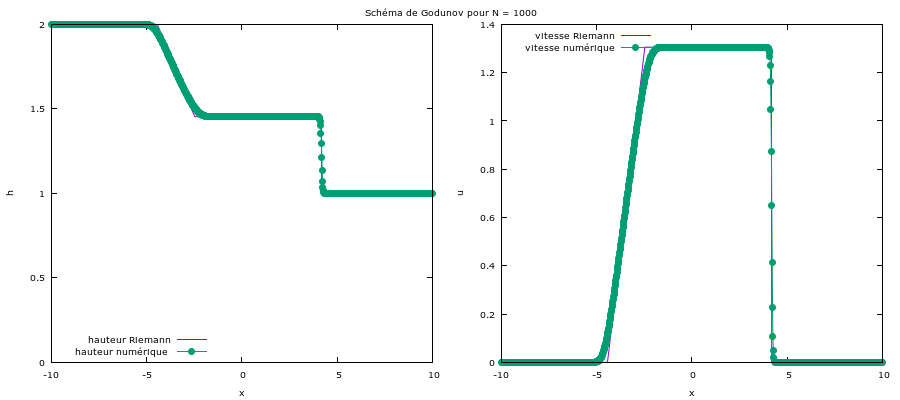 Schéma de Godunov pour N = 1000
2
1.5
1
0.5
0
-10
-5
0
5
10
h
x
hauteur Riemann
hauteur numérique
1.4
1.2
1
0.8
0.6
0.4
0.2
0
-10
-5
0
5
10
u
x
vitesse Riemann
vitesse numérique